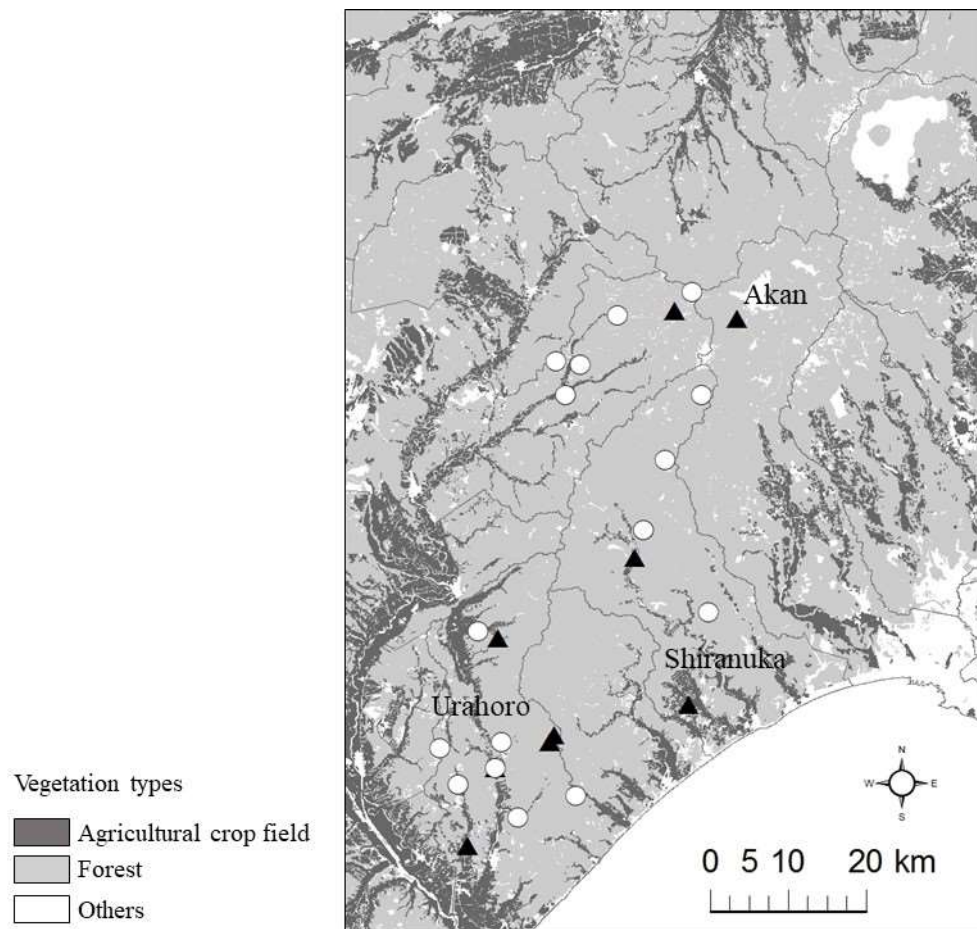 Akan
Shiranuka
Urahoro
N
W E
S
Vegetation types
Agricultural crop field
Forest
Others
0 5 10 20 km